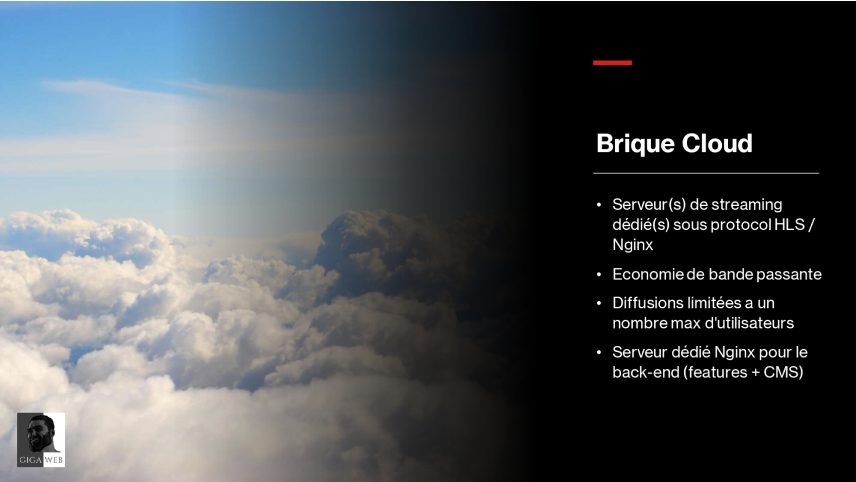 Brique Cloud
• Serveur(s) de streaming
dédié(s) sous protocol HLS /
Nginx
• Economie de bande passante
• Diffusions limitées a un
nombre max d'utilisateurs
• Serveur dédié Nginx pour le
back-end (features + CMS)
GIGA WEB